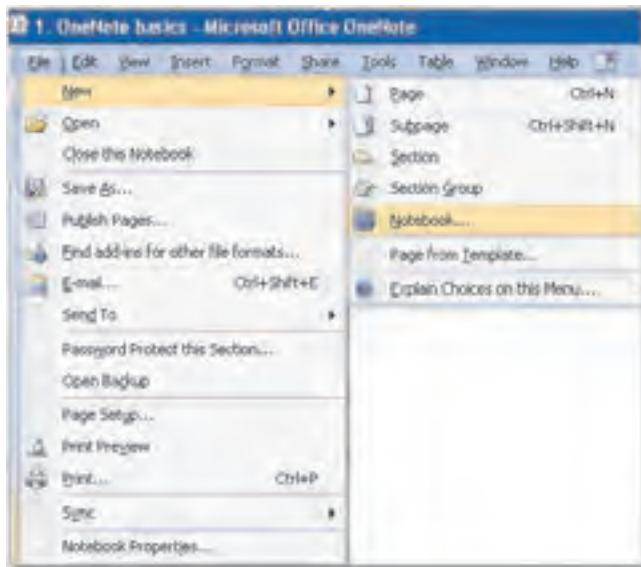 1. OneNote basics - Microsoft Office OneNote
File Edit View Insert Format Share Tools Table Window Help
New
Open
Close this Notebook
Save As...
Publish Pages...
Find add-ins for other file formats...
E-mail... Ctrl+Shift+E
Send To
Password Protect this Section...
Open Backup
Page Setup...
Print Preview
Print... Ctrl+P
Sync
Notebook Properties...
Page Ctrl+N
Subpage Ctrl+Shift+N
Section
Section Group
Notebook...
Page from Template...
Explain Choices on this Menu...